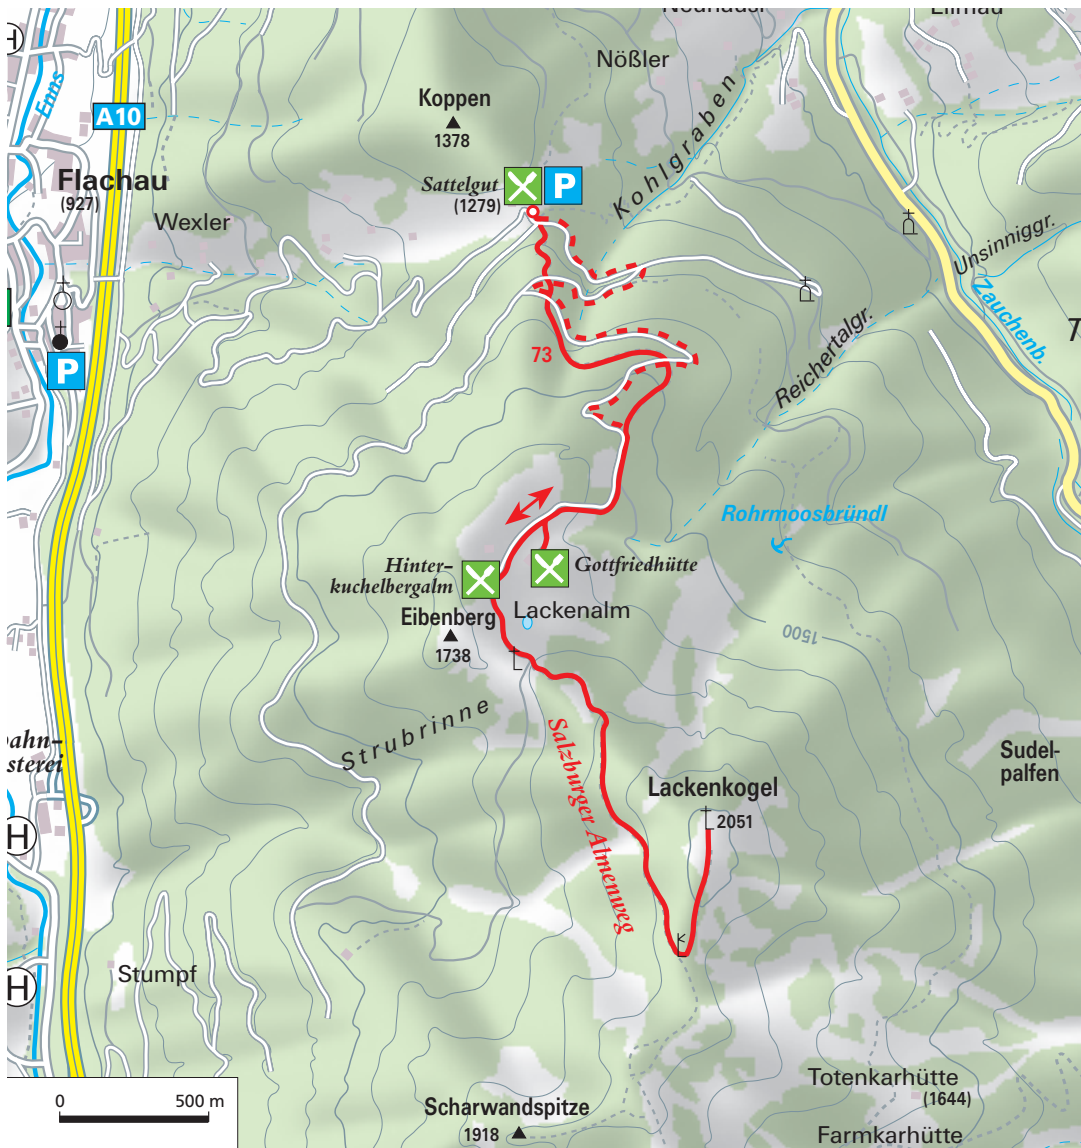 H
Enns
A10
Flachau
(927)
Wexler
Koppen
1378
Nößler
Ellmau
Sattelgut
(1279)
P
Kohlgraben
Unsinniggr.
Zauchenb.
Reichertalgr.
P
73
Rohrmoosbründl
Hinter-
kuchelbergalm
Gottfriedhütte
Lackenalm
Eibenberg
1738
1500
Strubrinne
Salzburger Almenweg
Lackenkogel
2051
Sudel-
palfen
H
H
Stumpf
0
500 m
Scharwandspitze
1918
Totenkarhütte
(1644)
Farmkarhütte